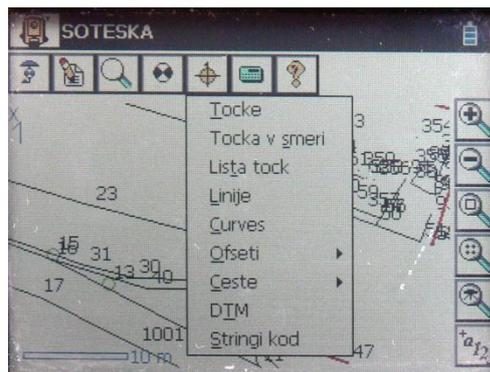 SOTESKA
Tocke
Tocka v smeri
Lista tock
Linije
Curves
Ofseti
Ceste
DTM
Stringi kod
23
31
30
40
13
17
1001
10 m
47
3
354
+a12